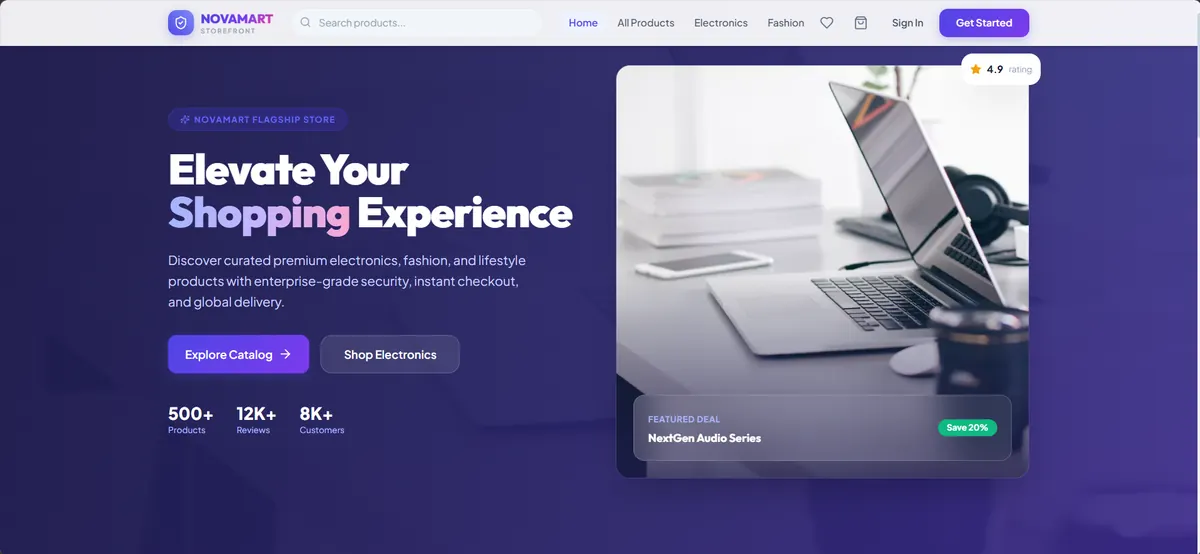 NOVAMART
STOREFRONT
Search products...
Home
All Products
Electronics
Fashion
Sign In
Get Started
4.9 rating
NOVAMART FLAGSHIP STORE
Elevate Your
Shopping Experience
Discover curated premium electronics, fashion, and lifestyle
products with enterprise-grade security, instant checkout,
and global delivery.
Explore Catalog →
Shop Electronics
500+
Products
12K+
Reviews
8K+
Customers
FEATURED DEAL
NextGen Audio Series
Save 20%